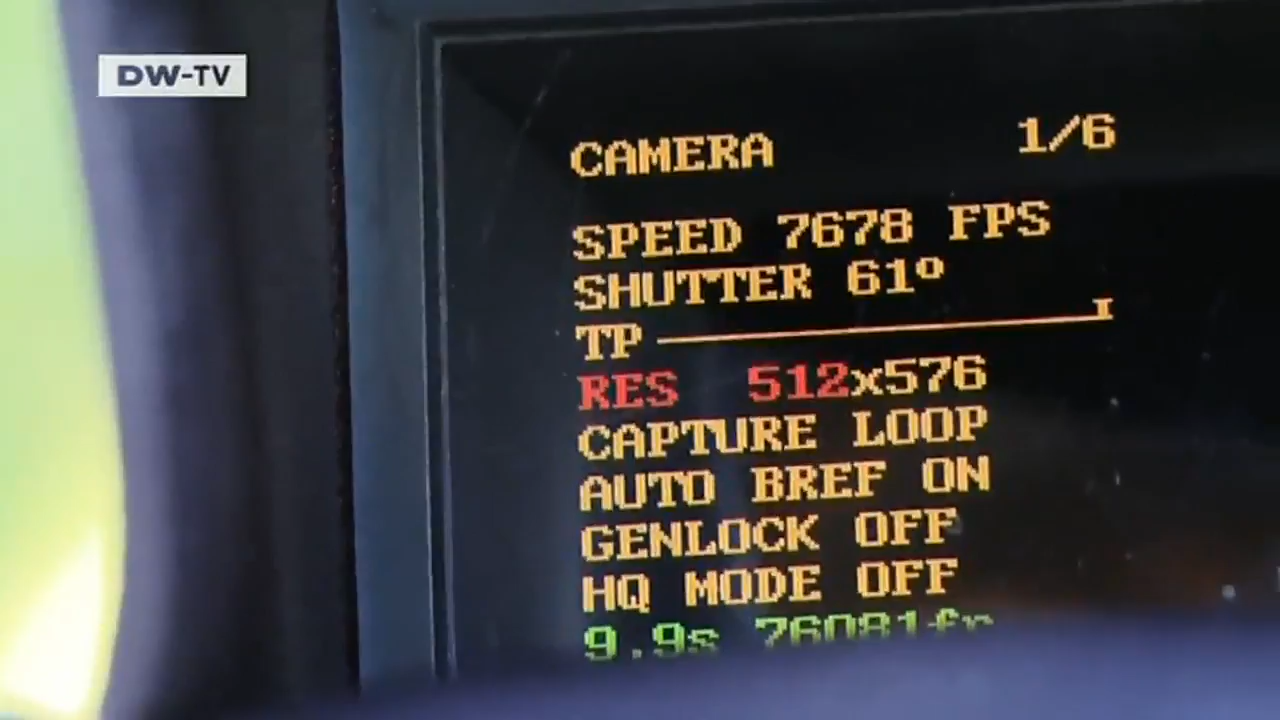 DW-TV
CAMERA 1/6
SPEED 7678 FPS
SHUTTER 61º
TP
RES 512x576
CAPTURE LOOP
AUTO BREF ON
GENLOCK OFF
HQ MODE OFF
9.9s 76081fr